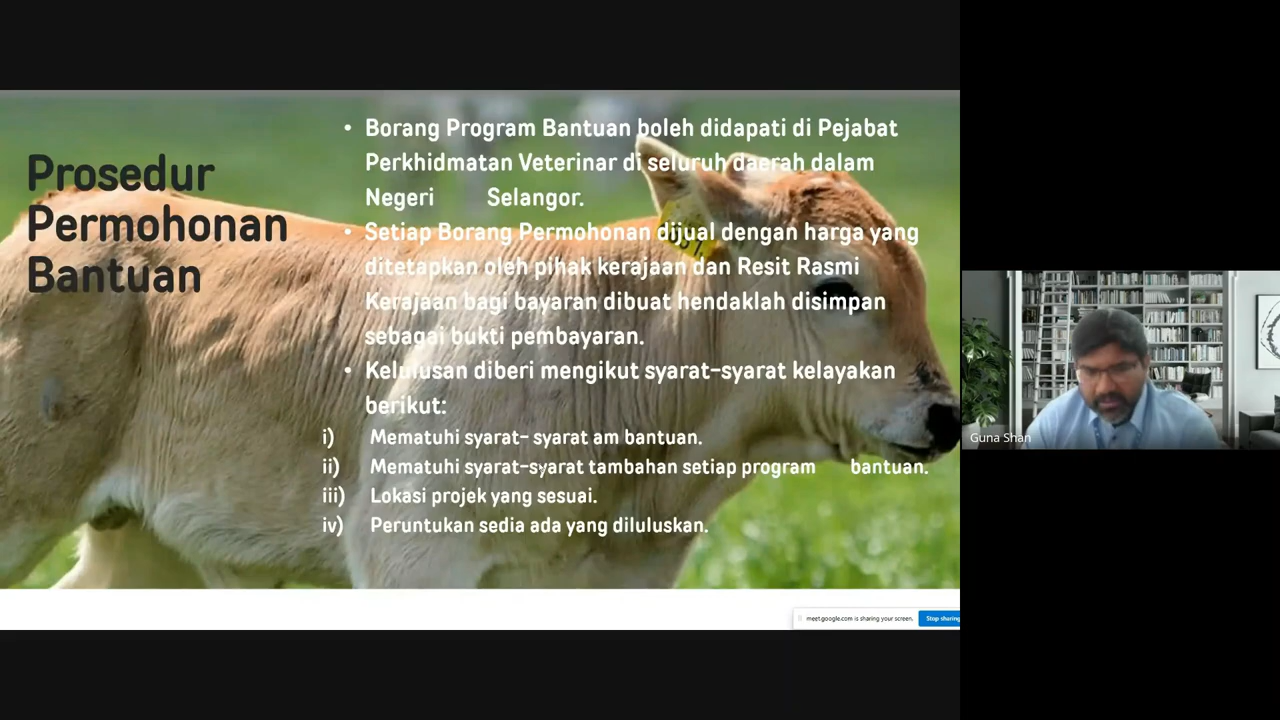 Prosedur
Permohonan
Bantuan
• Borang Program Bantuan boleh didapati di Pejabat
Perkhidmatan Veterinar di seluruh daerah dalam
Negeri Selangor.
• Setiap Borang Permohonan dijual dengan harga yang
ditetapkan oleh pihak kerajaan dan Resit Rasmi
Kerajaan bagi bayaran dibuat hendaklah disimpan
sebagai bukti pembayaran.
• Kelulusan diberi mengikut syarat-syarat kelayakan
berikut:
i) Mematuhi syarat- syarat am bantuan.
ii) Mematuhi syarat-syarat tambahan setiap program bantuan.
iii) Lokasi projek yang sesuai.
iv) Peruntukan sedia ada yang diluluskan.
meet.google.com is sharing your screen.
Stop sharing
Guna Shan